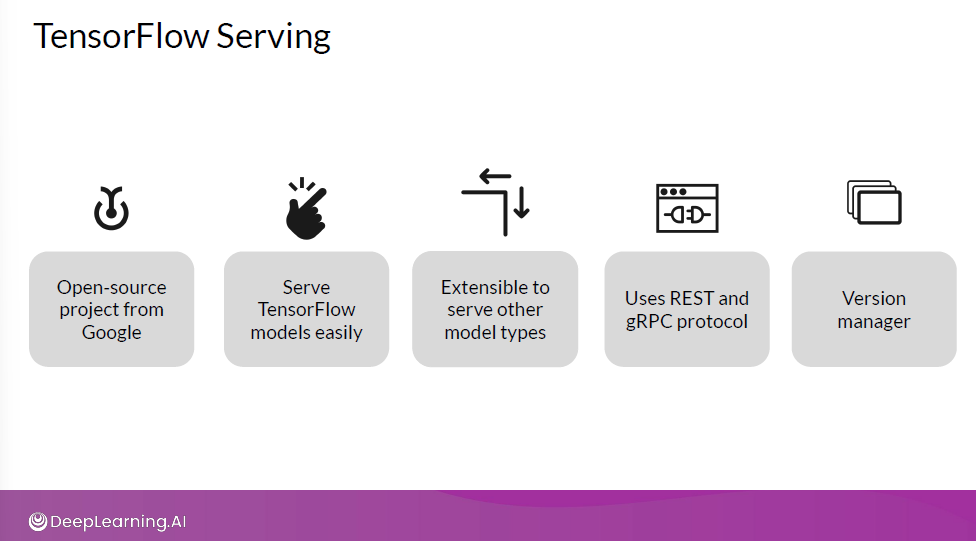 TensorFlow Serving
Open-source
project from
Google
Serve
TensorFlow
models easily
Extensible to
serve other
model types
Uses REST and
gRPC protocol
Version
manager
DeepLearning.AI